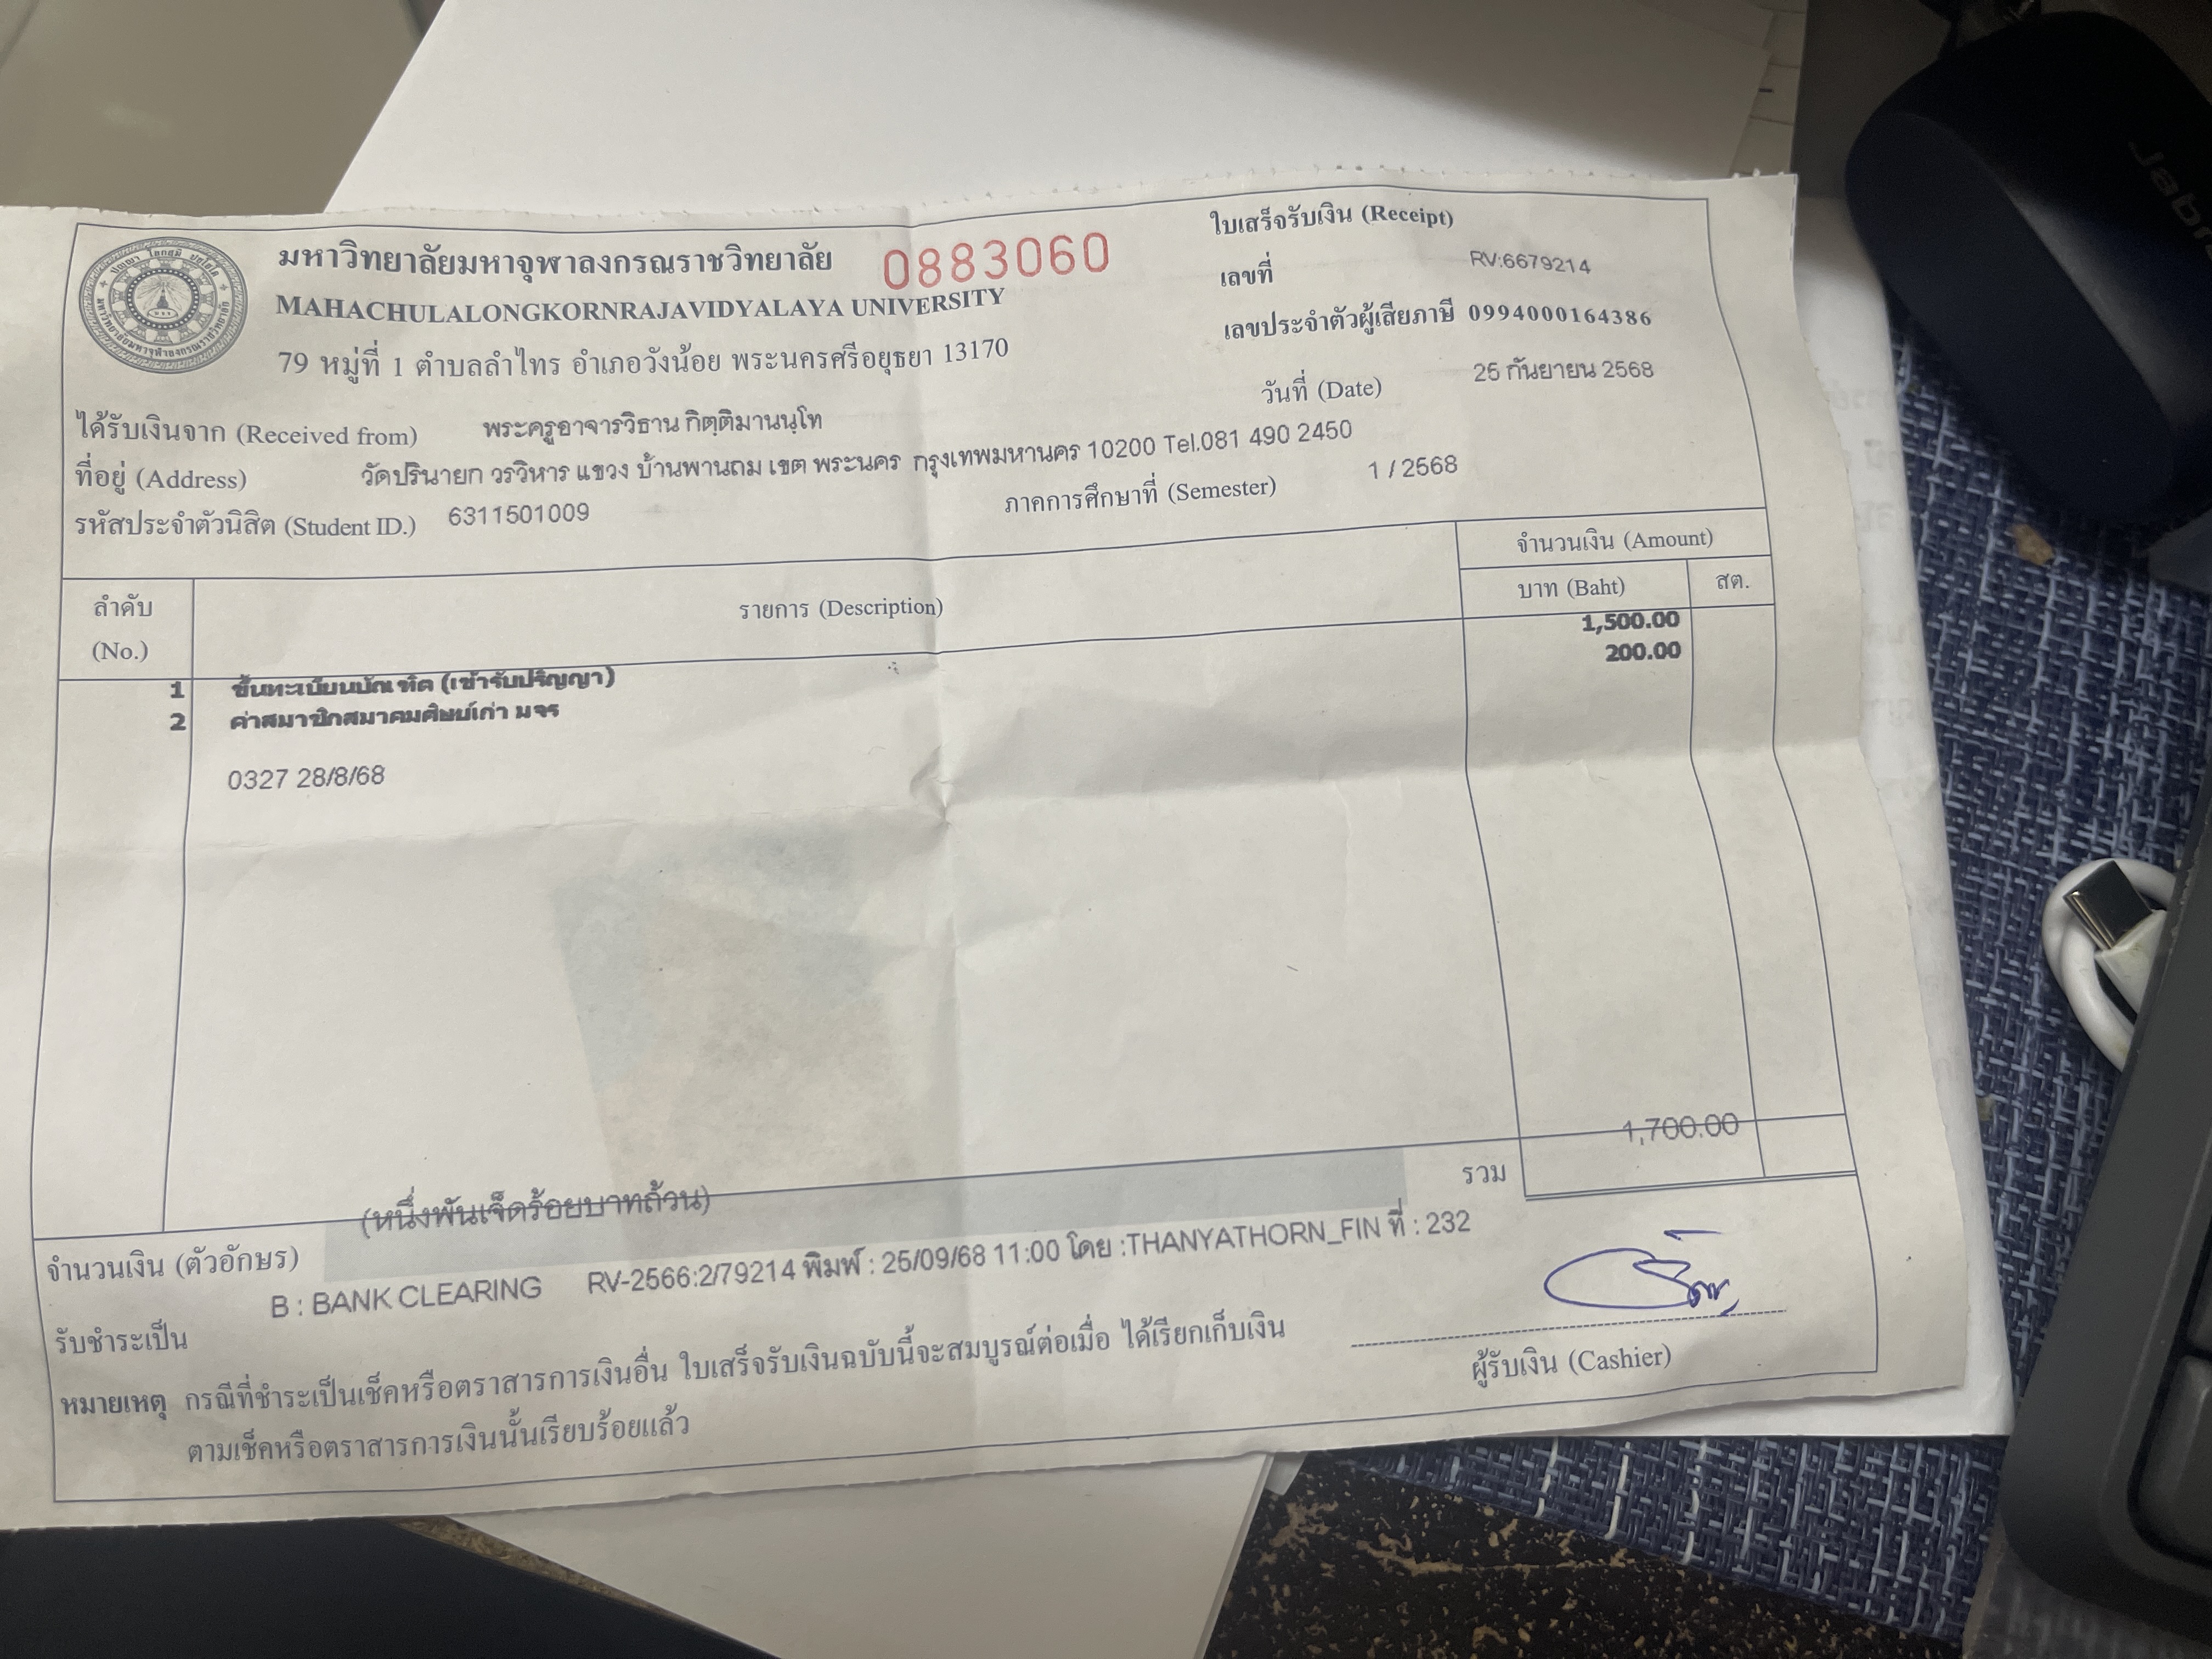 มหาวิทยาลัยมหาจุฬาลงกรณราชวิทยาลัย 0883060
MAHACHULALONGKORNRAJAVIDYALAYA UNIVERSITY
79 หมู่ที่ 1 ตำบลลำไทร อำเภอวังน้อย พระนครศรีอยุธยา 13170
ใบเสร็จรับเงิน (Receipt)
เลขที่ RV:6679214
เลขประจำตัวผู้เสียภาษี 0994000164386
วันที่ (Date) 25 กันยายน 2568
ได้รับเงินจาก (Received from) พระครูอาจารวิธาน กิตฺติมานนฺโท
ที่อยู่ (Address) วัดปรินายก วรวิหาร แขวง บ้านพานถม เขต พระนคร กรุงเทพมหานคร 10200 Tel.081 490 2450
รหัสประจำตัวนิสิต (Student ID.) 6311501009 ภาคการศึกษาที่ (Semester) 1 / 2568
ลำดับ (No.) รายการ (Description) จำนวนเงิน (Amount)
บาท (Baht) สต.
1 ขึ้นทะเบียนบัณฑิต (เข้ารับปริญญา) 1,500.00
2 ค่าสมาชิกสมาคมศิษย์เก่า มจร 200.00
0327 28/8/68
รวม 1,700.00
จำนวนเงิน (ตัวอักษร) (หนึ่งพันเจ็ดร้อยบาทถ้วน)
รับชำระเป็น B : BANK CLEARING RV-2566:2/79214 พิมพ์ : 25/09/68 11:00 โดย :THANYATHORN_FIN ที่ : 232
หมายเหตุ กรณีที่ชำระเป็นเช็คหรือตราสารการเงินอื่น ใบเสร็จรับเงินฉบับนี้จะสมบูรณ์ต่อเมื่อ ได้เรียกเก็บเงิน
ตามเช็คหรือตราสารการเงินนั้นเรียบร้อยแล้ว
ผู้รับเงิน (Cashier)